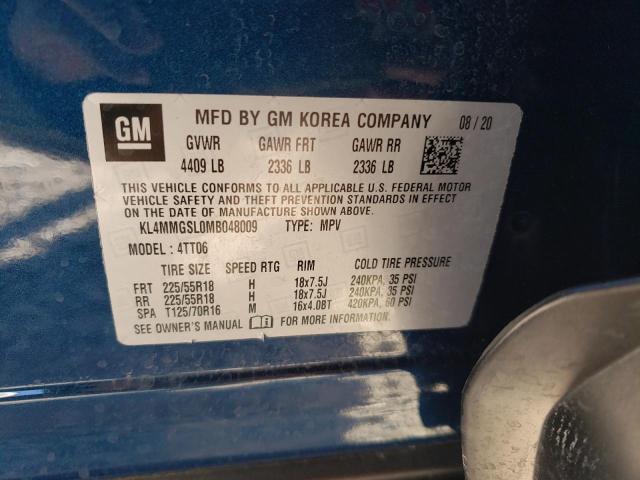 GM MFD BY GM KOREA COMPANY 08/20
GVWR GAWR FRT GAWR RR
4409 LB 2336 LB 2336 LB
THIS VEHICLE CONFORMS TO ALL APPLICABLE U.S. FEDERAL MOTOR
VEHICLE SAFETY AND THEFT PREVENTION STANDARDS IN EFFECT
ON THE DATE OF MANUFACTURE SHOWN ABOVE.
KL4MMGSL0MB048009 TYPE: MPV
MODEL: 4TT06
TIRE SIZE SPEED RTG RIM COLD TIRE PRESSURE
FRT 225/55R18 H 18x7.5J 240KPA, 35 PSI
RR 225/55R18 H 18x7.5J 240KPA, 35 PSI
SPA T125/70R16 M 16x4.0BT 420KPA, 60 PSI
SEE OWNER'S MANUAL FOR MORE INFORMATION.